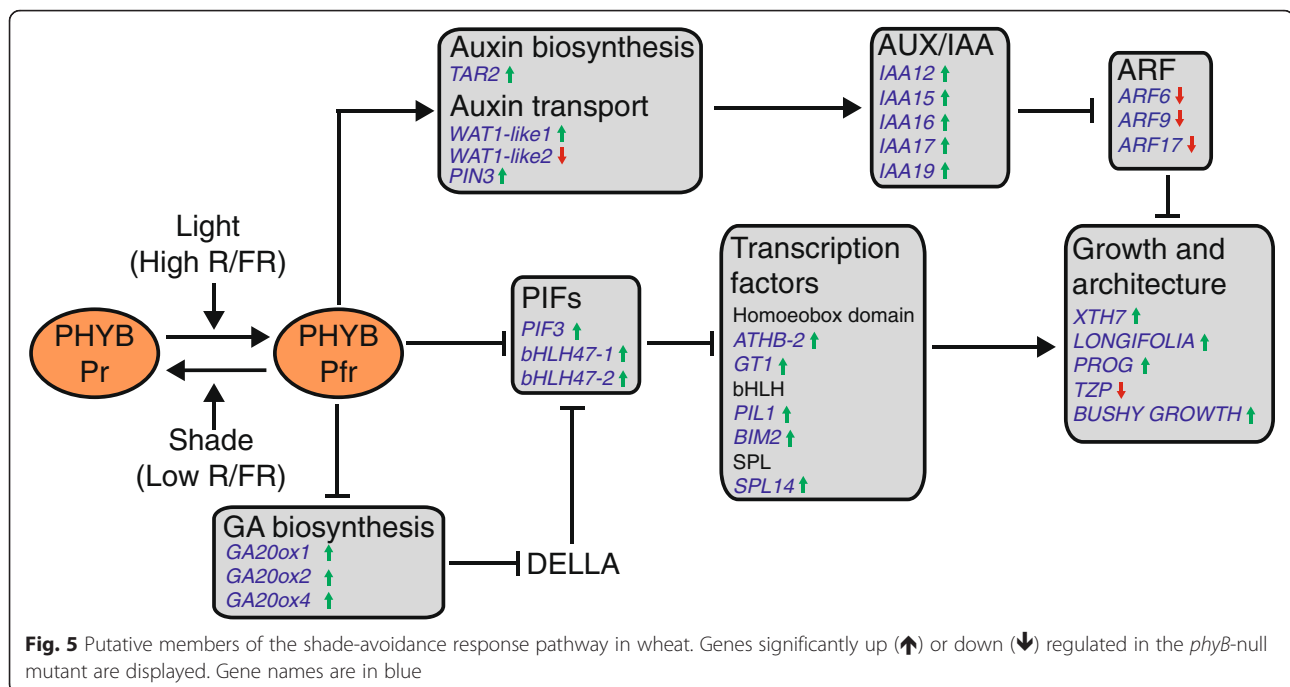 Auxin biosynthesis
TAR2 ↑
Auxin transport
WAT1-like1 ↑
WAT1-like2 ↓
PIN3 ↑
AUX/IAA
IAA12 ↑
IAA15 ↑
IAA16 ↑
IAA17 ↑
IAA19 ↑
ARF
ARF6 ↓
ARF9 ↓
ARF17 ↓
Light
(High R/FR)
PHYB
Pr
PHYB
Pfr
Shade
(Low R/FR)
PIFs
PIF3 ↑
bHLH47-1 ↑
bHLH47-2 ↑
Transcription
factors
Homoeobox domain
ATHB-2 ↑
GT1 ↑
bHLH
PIL1 ↑
BIM2 ↑
SPL
SPL14 ↑
Growth and
architecture
XTH7 ↑
LONGIFOLIA ↑
PROG ↑
TZP ↓
BUSHY GROWTH ↑
GA biosynthesis
GA20ox1 ↑
GA20ox2 ↑
GA20ox4 ↑
DELLA
Fig. 5 Putative members of the shade-avoidance response pathway in wheat. Genes significantly up (↑) or down (↓) regulated in the phyB-null
mutant are displayed. Gene names are in blue